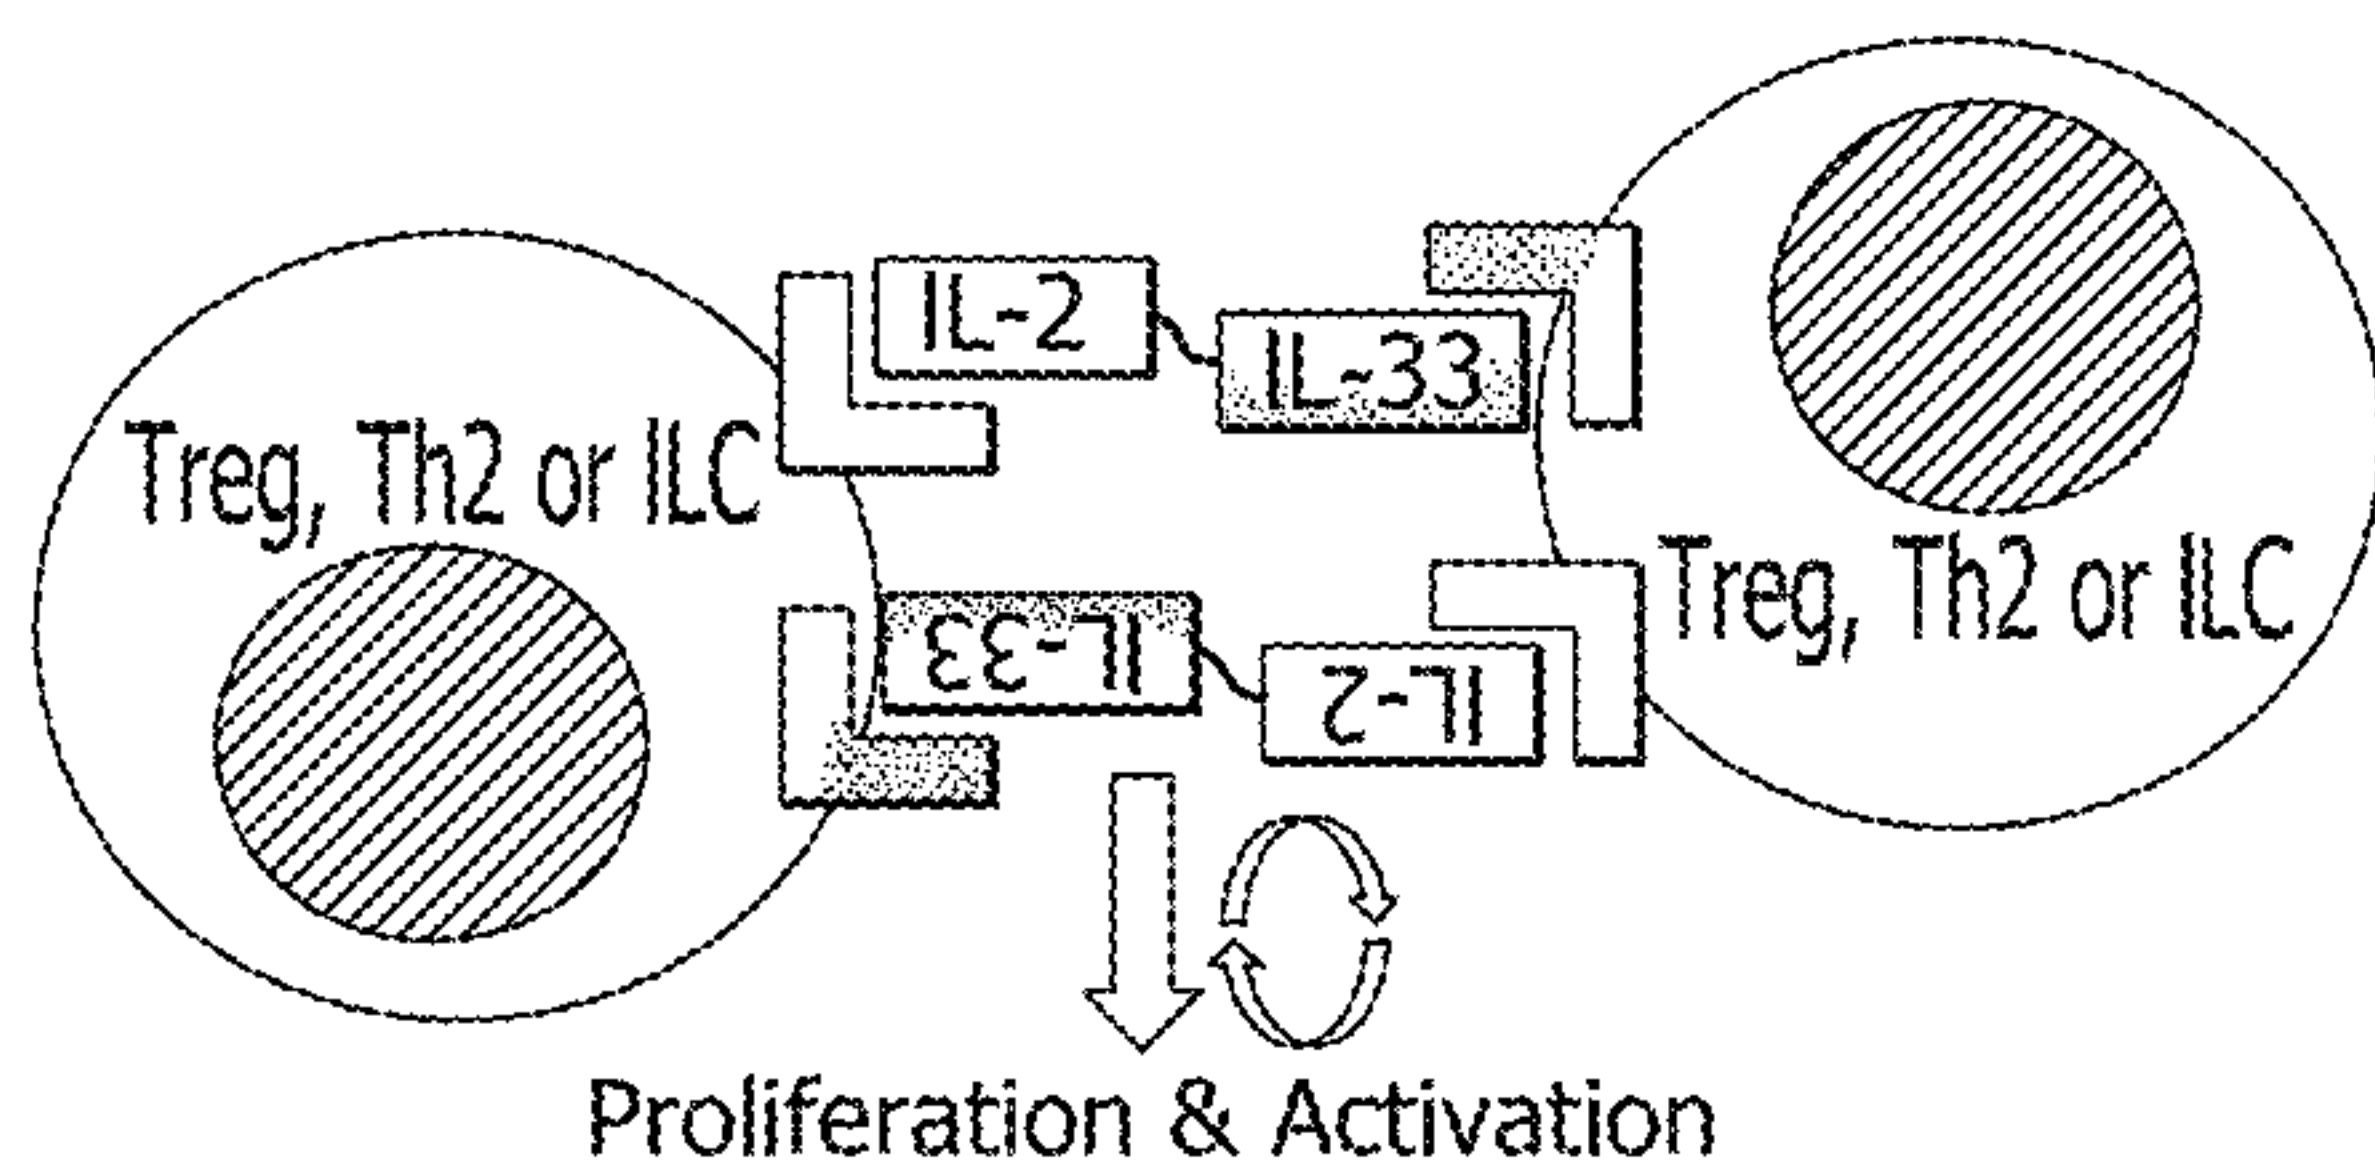 IL-2
IL-33
Treg, Th2 or ILC
Treg, Th2 or ILC
IL-33
IL-2
Proliferation & Activation